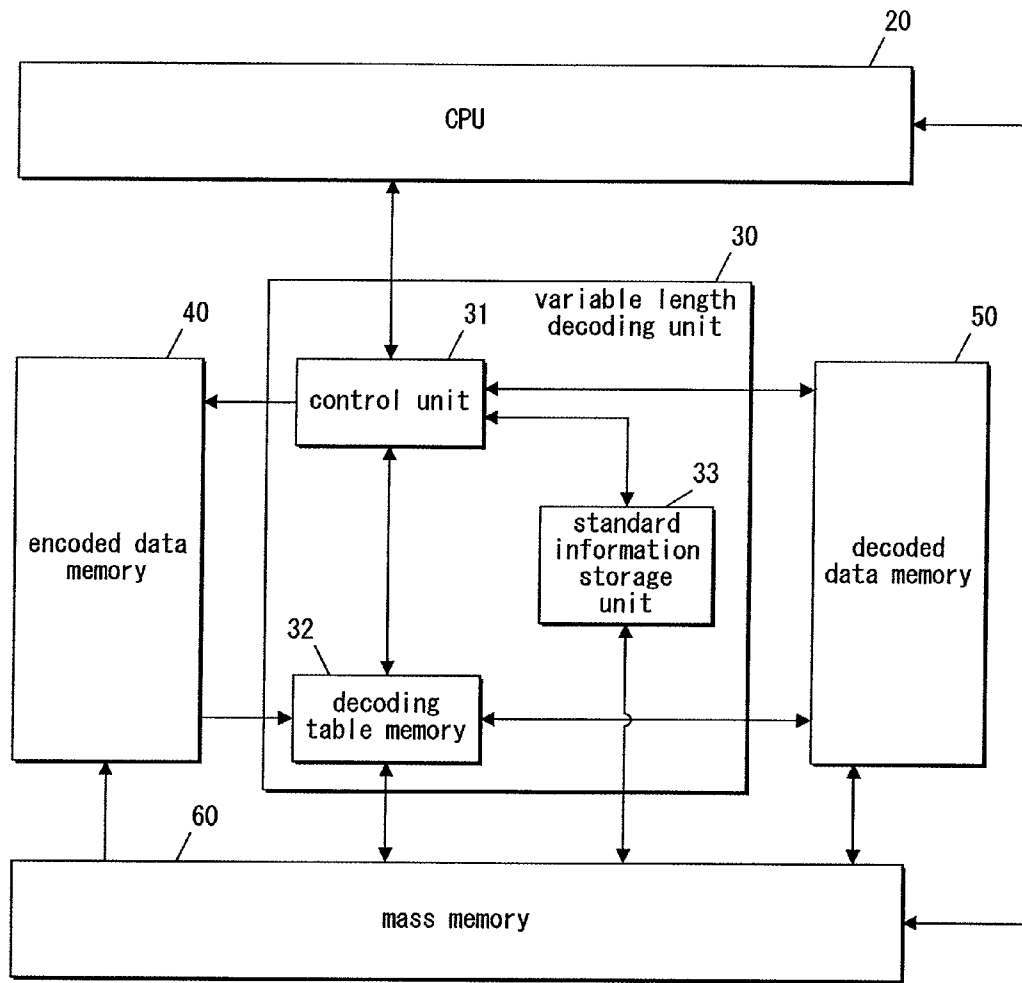 20
CPU
30
variable length
decoding unit
40
31
50
control unit
33
encoded data
memory
standard
information
storage
unit
decoded
data memory
32
decoding
table memory
60
mass memory